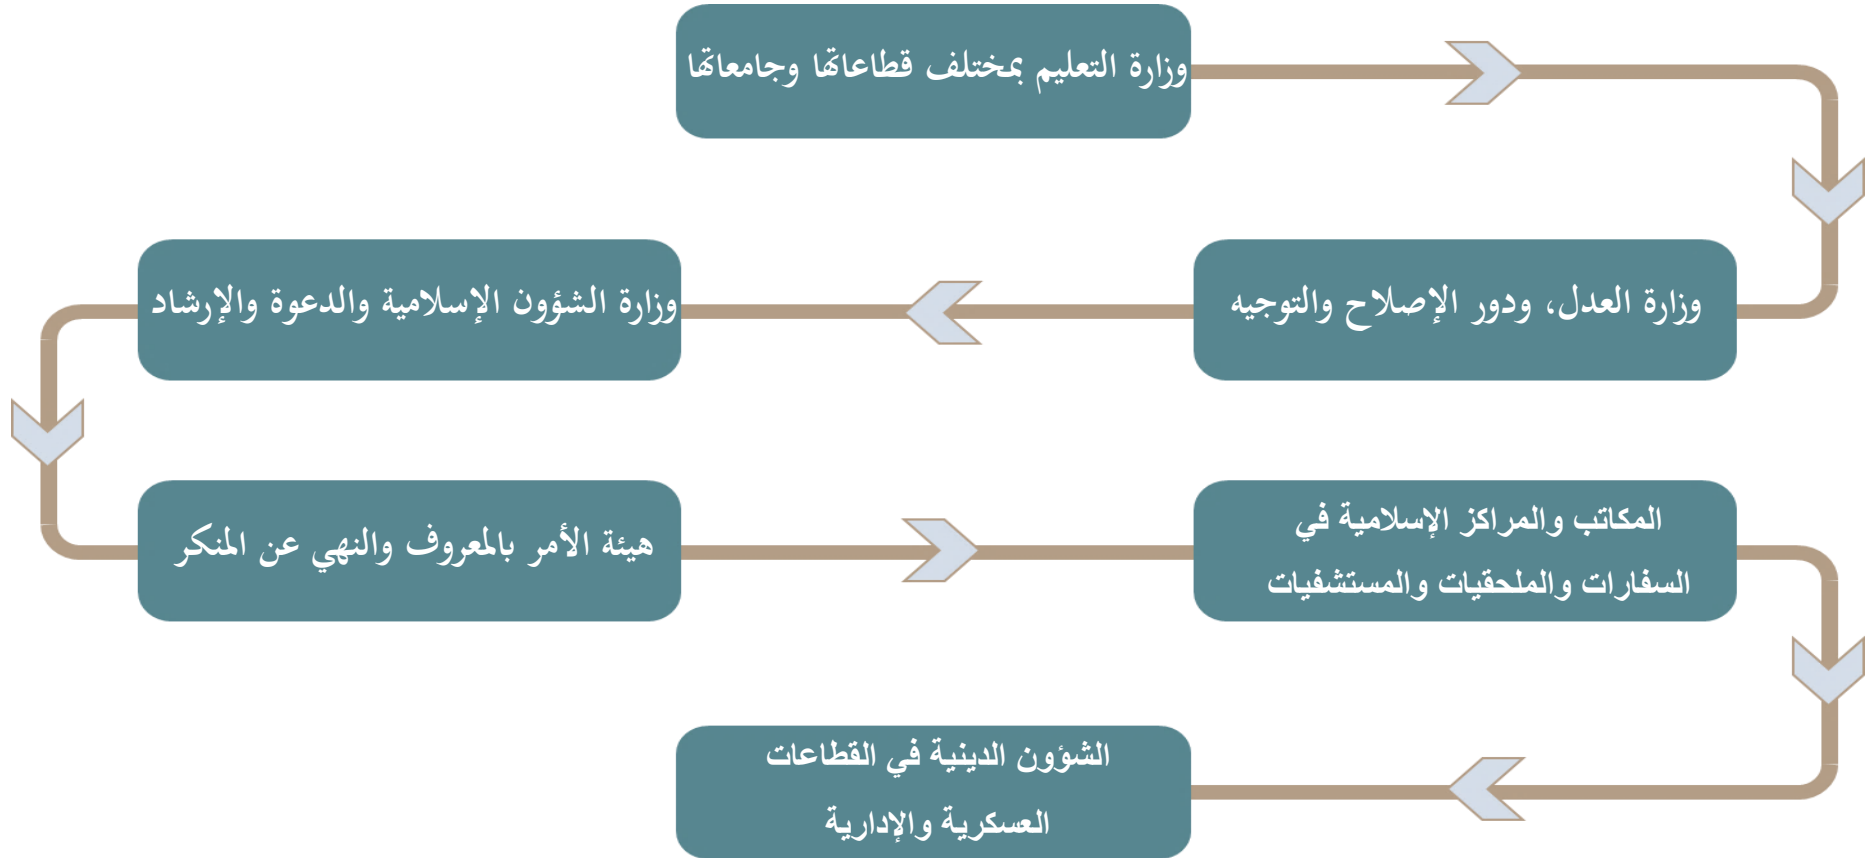 وزارة التعليم بمختلف قطاعاتها وجامعاتها
وزارة العدل، ودور الإصلاح والتوجيه
وزارة الشؤون الإسلامية والدعوة والإرشاد
هيئة الأمر بالمعروف والنهي عن المنكر
المكاتب والمراكز الإسلامية في
السفارات والملحقيات والمستشفيات
الشؤون الدينية في القطاعات
العسكرية والإدارية